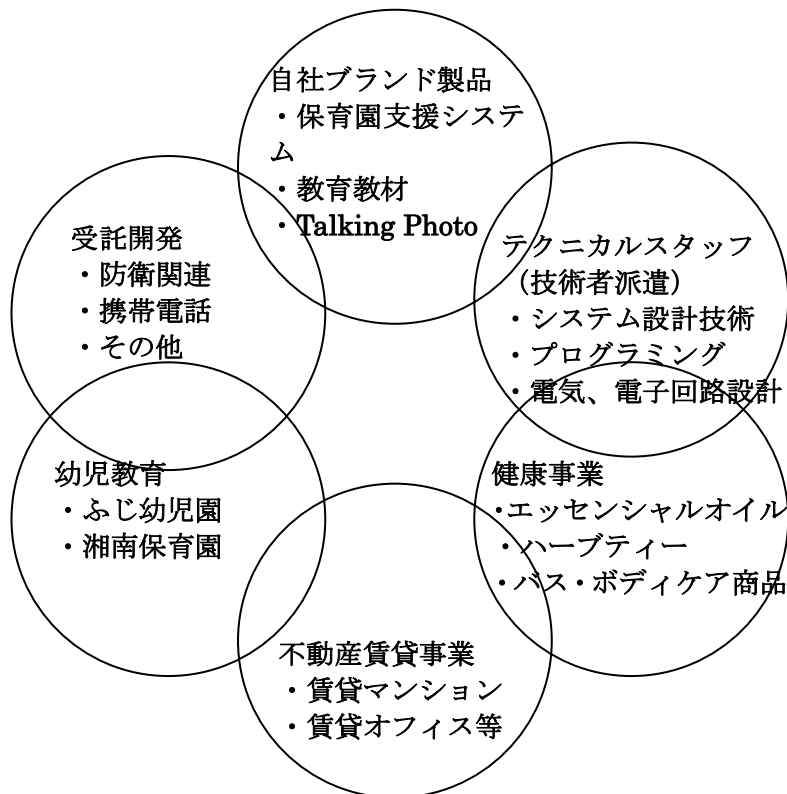 自社ブランド製品
・保育園支援システ
ム
・教育教材
・Talking Photo
受託開発
・防衛関連
・携帯電話
・その他
テクニカルスタッフ
（技術者派遣）
・システム設計技術
・プログラミング
・電気、電子回路設計
幼児教育
・ふじ幼児園
・湘南保育園
健康事業
・エッセンシャルオイル
・ハーブティー
・バス・ボディケア商品
不動産賃貸事業
・賃貸マンション
・賃貸オフィス等